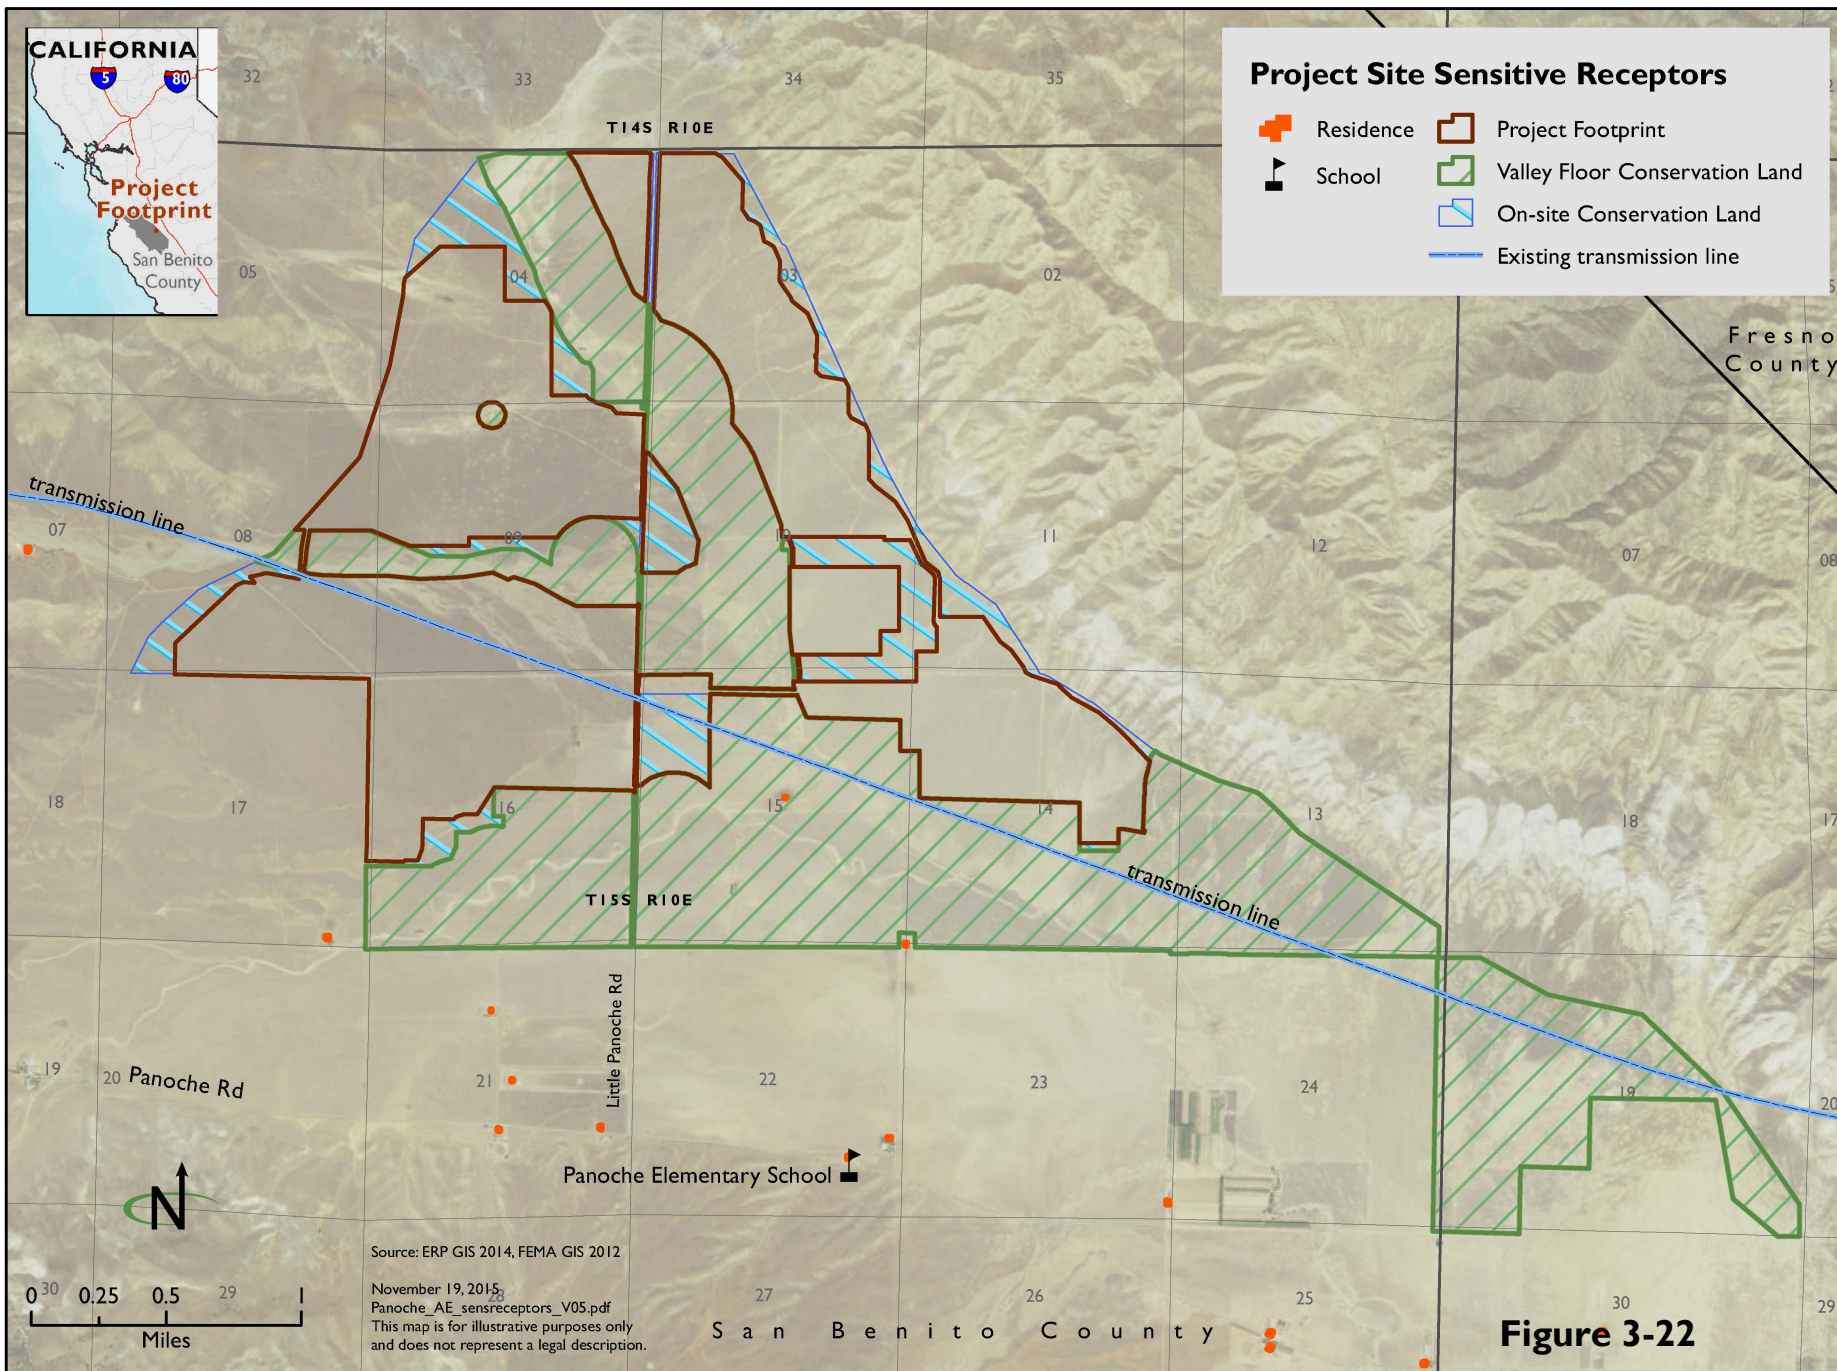 CALIFORNIA
5
80
Project
Footprint
San Benito
County
Project Site Sensitive Receptors
Residence
School
Project Footprint
Valley Floor Conservation Land
On-site Conservation Land
Existing transmission line
32
33
34
35
T14S R10E
05
04
03
02
Fresno
County
transmission line
07
08
09
10
11
12
07
08
18
17
16
15
14
13
18
17
transmission line
T15S R10E
Little Panoche Rd
19
20
Panoche Rd
21
22
23
24
19
20
Panoche Elementary School
N
Source: ERP GIS 2014, FEMA GIS 2012
November 19, 2015
Panoche_AE_sensreceptors_V05.pdf
This map is for illustrative purposes only
and does not represent a legal description.
30
29
28
27
26
25
30
29
0 0.25 0.5 1
Miles
San Benito County
Figure 3-22